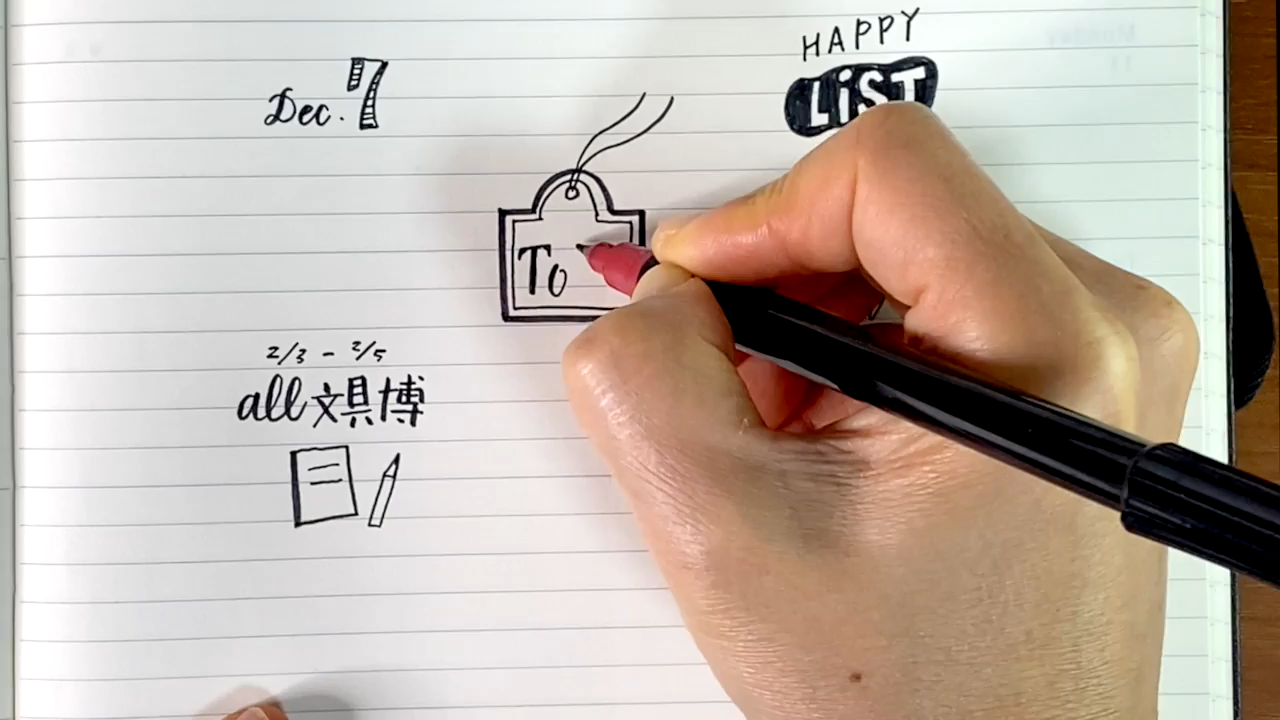 Dec. 7
HAPPY
LiST
To
2/3 - 2/5
all文具博